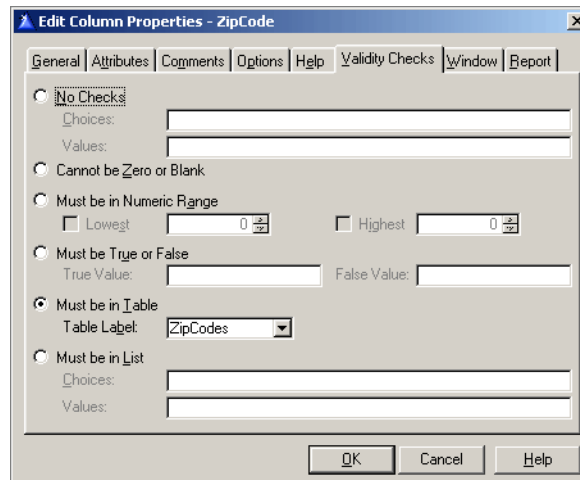 Edit Column Properties - ZipCode
General Attributes Comments Options Help Validity Checks Window Report
No Checks
Choices:
Values:
Cannot be Zero or Blank
Must be in Numeric Range
Lowest 0 Highest 0
Must be True or False
True Value: False Value:
Must be in Table
Table Label: ZipCodes
Must be in List
Choices:
Values:
OK Cancel Help